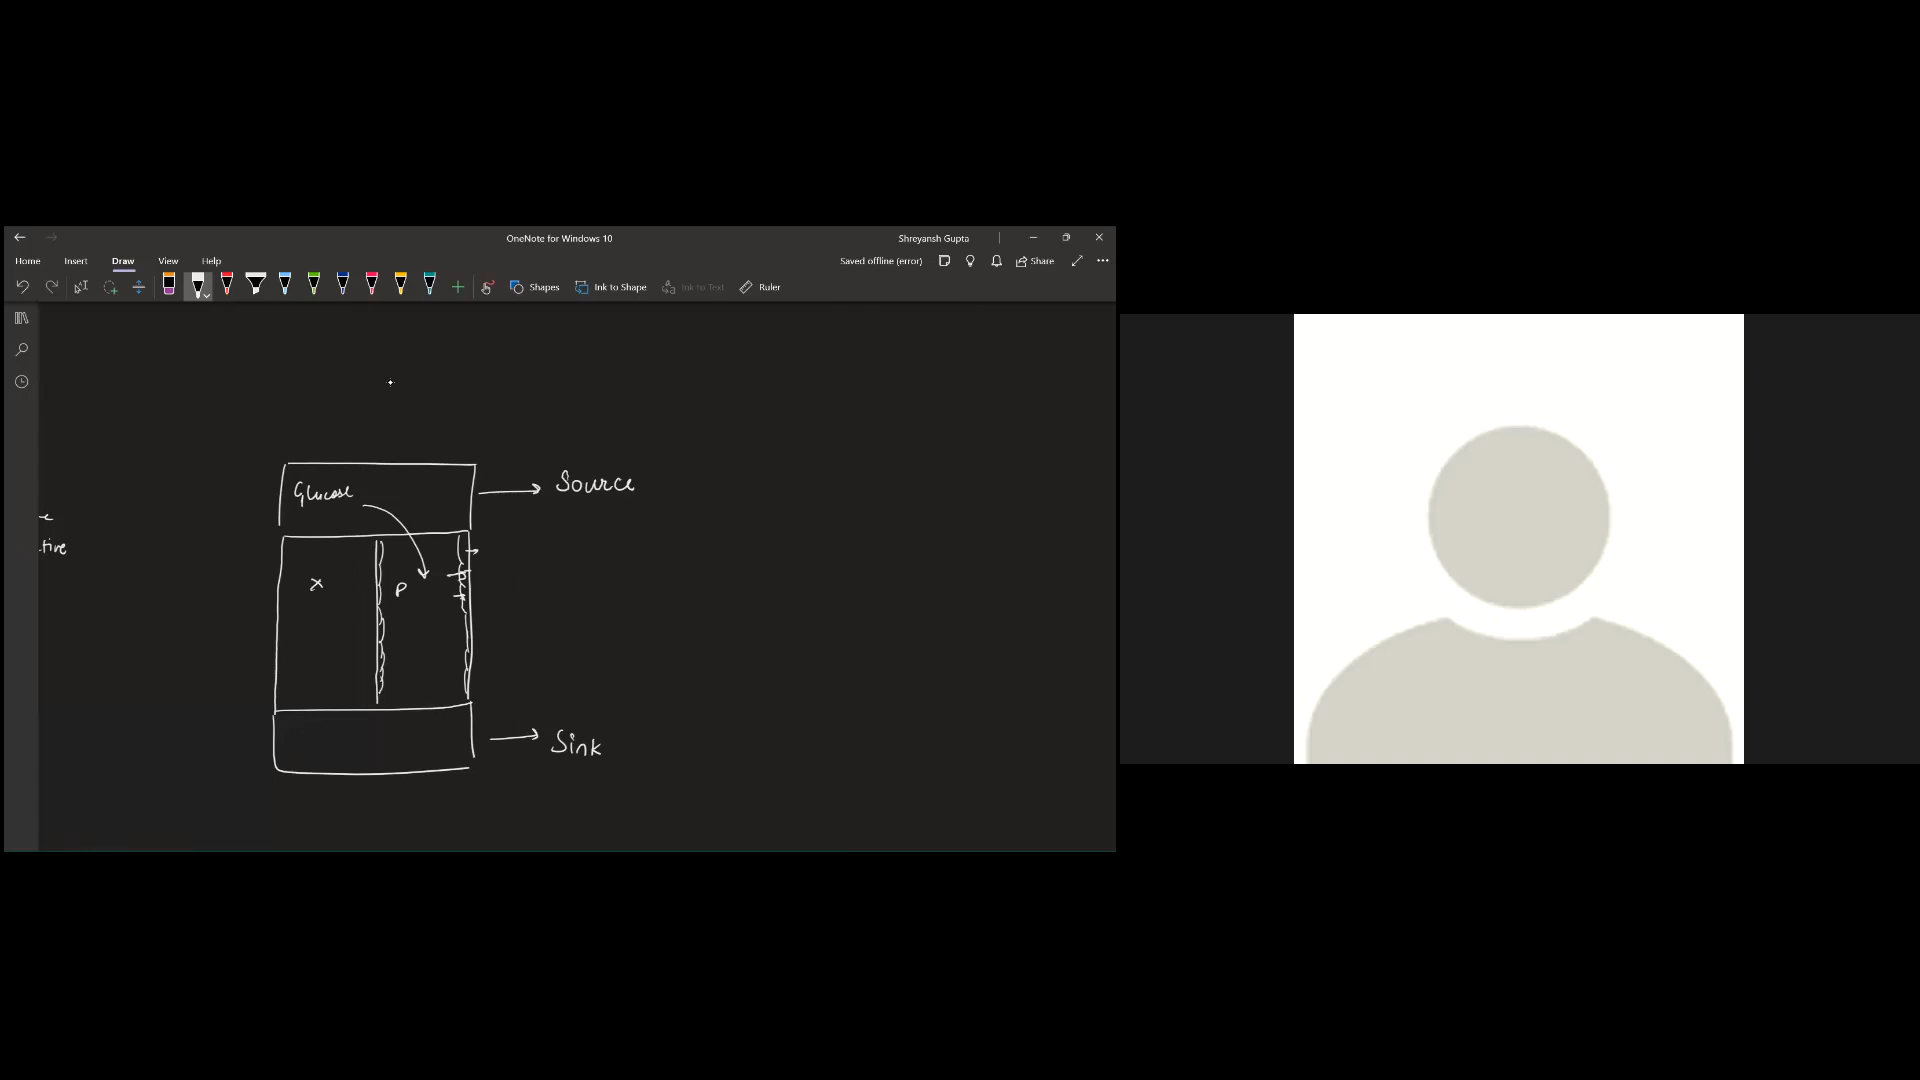 OneNote for Windows 10
Shreyansh Gupta
Home Insert Draw View Help
Saved offline (error)
Share
Shapes
Ink to Shape
Ink to Text
Ruler
Glucose
Source
tive
x
P
Sink